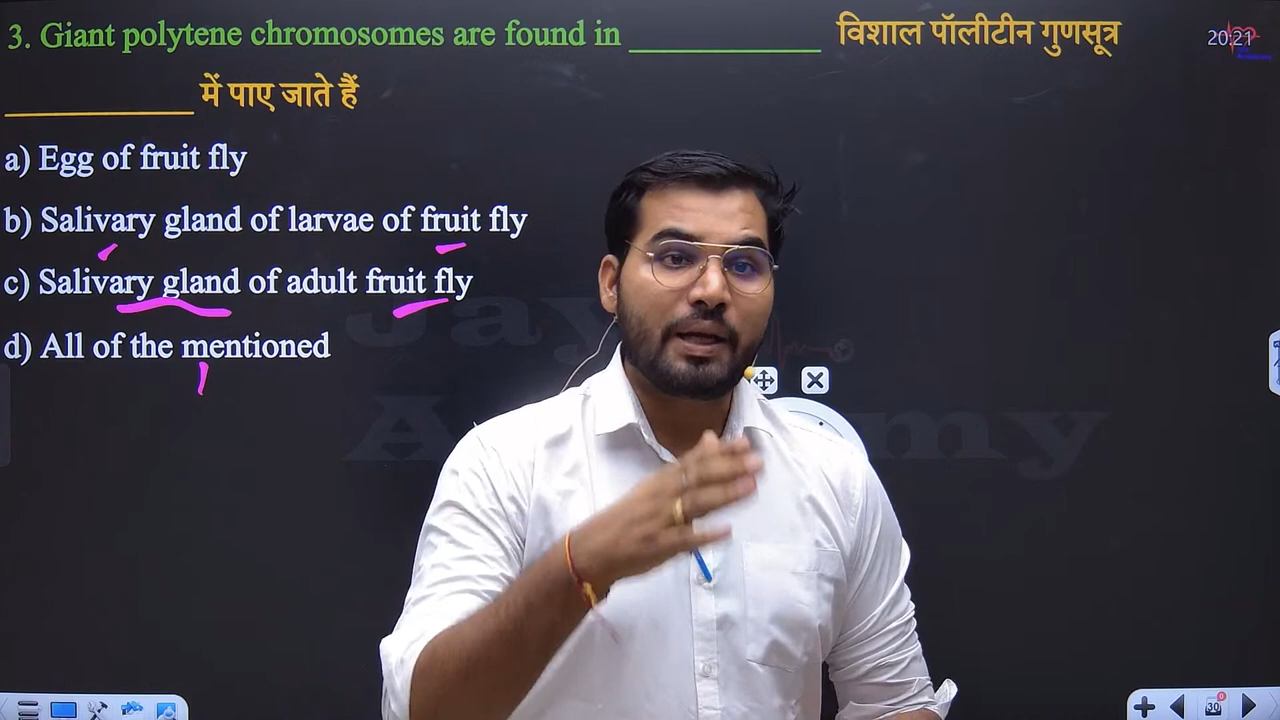 3. Giant polytene chromosomes are found in ____________ विशाल पॉलीटीन गुणसूत्र
____________ में पाए जाते हैं
20:21
a) Egg of fruit fly
b) Salivary gland of larvae of fruit fly
c) Salivary gland of adult fruit fly
d) All of the mentioned
30